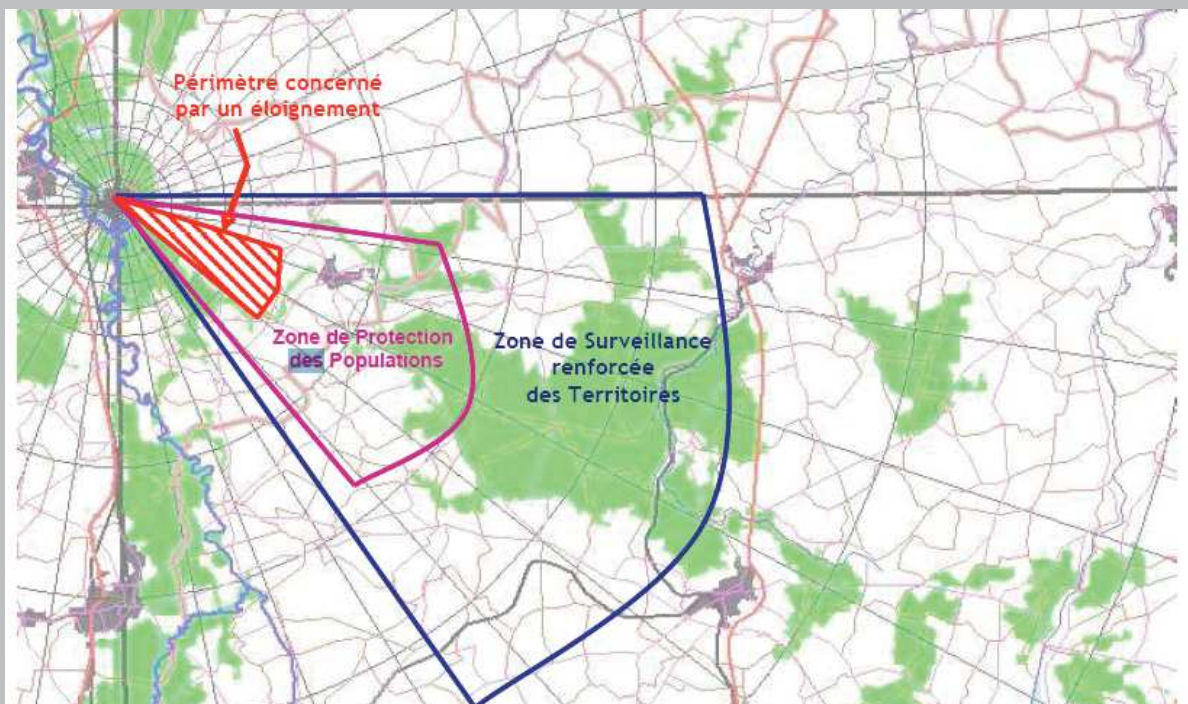 Périmètre concerné
par un éloignement
Zone de Protection
des Populations
Zone de Surveillance
renforcée
des Territoires